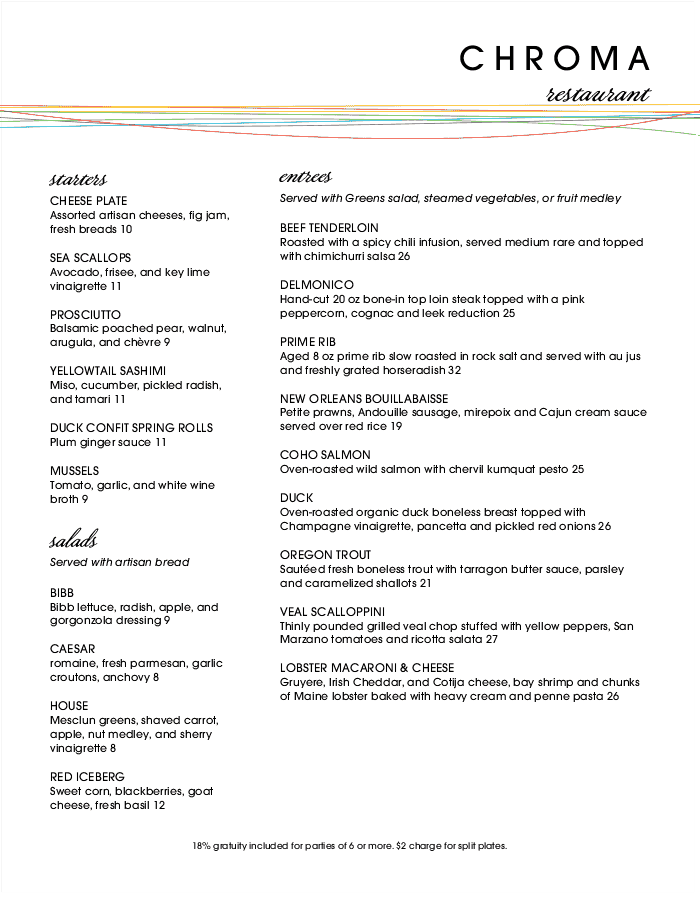 CHROMA
restaurant
starters
CHEESE PLATE
Assorted artisan cheeses, fig jam,
fresh breads 10
SEA SCALLOPS
Avocado, frisee, and key lime
vinaigrette 11
PROSCIUTTO
Balsamic poached pear, walnut,
arugula, and chèvre 9
YELLOWTAIL SASHIMI
Miso, cucumber, pickled radish,
and tamari 11
DUCK CONFIT SPRING ROLLS
Plum ginger sauce 11
MUSSELS
Tomato, garlic, and white wine
broth 9
salads
Served with artisan bread
BIBB
Bibb lettuce, radish, apple, and
gorgonzola dressing 9
CAESAR
romaine, fresh parmesan, garlic
croutons, anchovy 8
HOUSE
Mesclun greens, shaved carrot,
apple, nut medley, and sherry
vinaigrette 8
RED ICEBERG
Sweet corn, blackberries, goat
cheese, fresh basil 12
entrees
Served with Greens salad, steamed vegetables, or fruit medley
BEEF TENDERLOIN
Roasted with a spicy chili infusion, served medium rare and topped
with chimichurri salsa 26
DELMONICO
Hand-cut 20 oz bone-in top loin steak topped with a pink
peppercorn, cognac and leek reduction 25
PRIME RIB
Aged 8 oz prime rib slow roasted in rock salt and served with au jus
and freshly grated horseradish 32
NEW ORLEANS BOUILLABAISSE
Petite prawns, Andouille sausage, mirepoix and Cajun cream sauce
served over red rice 19
COHO SALMON
Oven-roasted wild salmon with chervil kumquat pesto 25
DUCK
Oven-roasted organic duck boneless breast topped with
Champagne vinaigrette, pancetta and pickled red onions 26
OREGON TROUT
Sautéed fresh boneless trout with tarragon butter sauce, parsley
and caramelized shallots 21
VEAL SCALLOPPINI
Thinly pounded grilled veal chop stuffed with yellow peppers, San
Marzano tomatoes and ricotta salata 27
LOBSTER MACARONI & CHEESE
Gruyere, Irish Cheddar, and Cotija cheese, bay shrimp and chunks
of Maine lobster baked with heavy cream and penne pasta 26
18% gratuity included for parties of 6 or more. $2 charge for split plates.